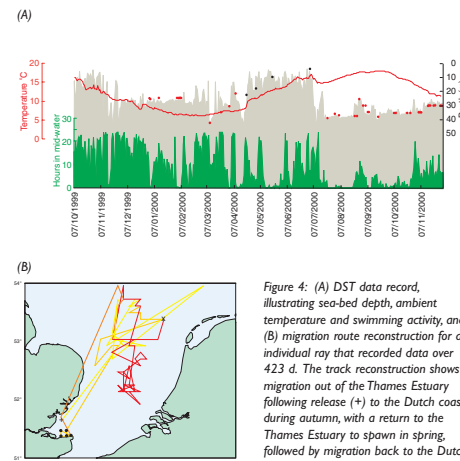 (A)
Temperature °C
20
15
10
5
0
Hours in mid-water
30
20
10
0
0
10
20
30
40
50
07/10/1999
07/11/1999
07/12/1999
07/01/2000
07/02/2000
07/03/2000
07/04/2000
07/05/2000
07/06/2000
07/07/2000
07/08/2000
07/09/2000
07/10/2000
07/11/2000
(B)
54°
53°
52°
51°
Figure 4: (A) DST data record,
illustrating sea-bed depth, ambient
temperature and swimming activity, an
(B) migration route reconstruction for a
individual ray that recorded data over
423 d. The track reconstruction shows
migration out of the Thames Estuary
following release (+) to the Dutch coas
during autumn, with a return to the
Thames Estuary to spawn in spring,
followed by migration back to the Dutc